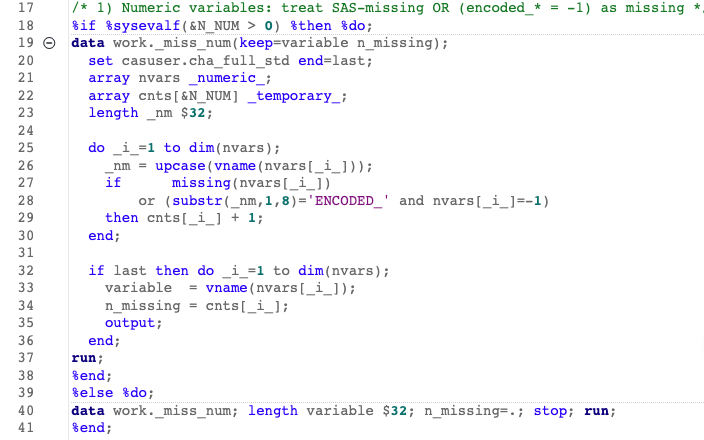 17 /* 1) Numeric variables: treat SAS-missing OR (encoded_* = -1) as missing *
18 %if %sysevalf(&N_NUM > 0) %then %do;
19 data work._miss_num(keep=variable n_missing);
20   set casuser.cha_full_std end=last;
21   array nvars _numeric_;
22   array cnts[&N_NUM] _temporary_;
23   length _nm $32;
24
25   do _i_=1 to dim(nvars);
26     _nm = upcase(vname(nvars[_i_]));
27     if      missing(nvars[_i_])
28         or (substr(_nm,1,8)='ENCODED_' and nvars[_i_]=-1)
29     then cnts[_i_] + 1;
30   end;
31
32   if last then do _i_=1 to dim(nvars);
33     variable  = vname(nvars[_i_]);
34     n_missing = cnts[_i_];
35     output;
36   end;
37 run;
38 %end;
39 %else %do;
40 data work._miss_num; length variable $32; n_missing=.; stop; run;
41 %end;